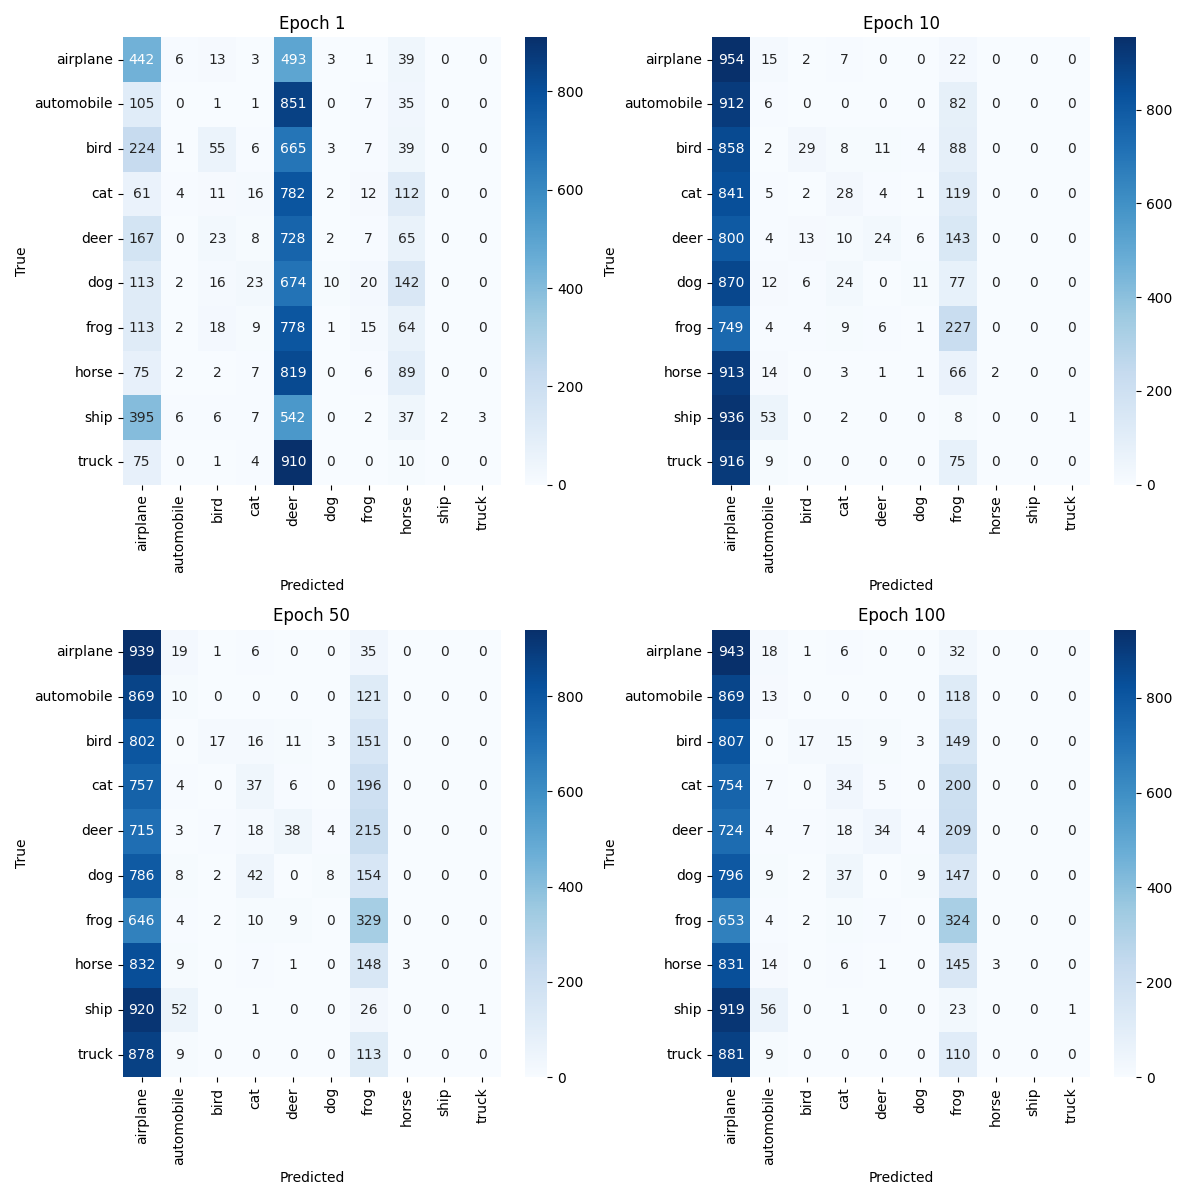 Epoch 1
True
airplane 442 6 13 3 493 3 1 39 0 0
automobile 105 0 1 1 851 0 7 35 0 0
bird 224 1 55 6 665 3 7 39 0 0
cat 61 4 11 16 782 2 12 112 0 0
deer 167 0 23 8 728 2 7 65 0 0
dog 113 2 16 23 674 10 20 142 0 0
frog 113 2 18 9 778 1 15 64 0 0
horse 75 2 2 7 819 0 6 89 0 0
ship 395 6 6 7 542 0 2 37 2 3
truck 75 0 1 4 910 0 0 10 0 0
airplane automobile bird cat deer dog frog horse ship truck
Predicted
800
600
400
200
0
Epoch 10
True
airplane 954 15 2 7 0 0 22 0 0 0
automobile 912 6 0 0 0 0 82 0 0 0
bird 858 2 29 8 11 4 88 0 0 0
cat 841 5 2 28 4 1 119 0 0 0
deer 800 4 13 10 24 6 143 0 0 0
dog 870 12 6 24 0 11 77 0 0 0
frog 749 4 4 9 6 1 227 0 0 0
horse 913 14 0 3 1 1 66 2 0 0
ship 936 53 0 2 0 0 8 0 0 1
truck 916 9 0 0 0 0 75 0 0 0
airplane automobile bird cat deer dog frog horse ship truck
Predicted
800
600
400
200
0
Epoch 50
True
airplane 939 19 1 6 0 0 35 0 0 0
automobile 869 10 0 0 0 0 121 0 0 0
bird 802 0 17 16 11 3 151 0 0 0
cat 757 4 0 37 6 0 196 0 0 0
deer 715 3 7 18 38 4 215 0 0 0
dog 786 8 2 42 0 8 154 0 0 0
frog 646 4 2 10 9 0 329 0 0 0
horse 832 9 0 7 1 0 148 3 0 0
ship 920 52 0 1 0 0 26 0 0 1
truck 878 9 0 0 0 0 113 0 0 0
airplane automobile bird cat deer dog frog horse ship truck
Predicted
800
600
400
200
0
Epoch 100
True
airplane 943 18 1 6 0 0 32 0 0 0
automobile 869 13 0 0 0 0 118 0 0 0
bird 807 0 17 15 9 3 149 0 0 0
cat 754 7 0 34 5 0 200 0 0 0
deer 724 4 7 18 34 4 209 0 0 0
dog 796 9 2 37 0 9 147 0 0 0
frog 653 4 2 10 7 0 324 0 0 0
horse 831 14 0 6 1 0 145 3 0 0
ship 919 56 0 1 0 0 23 0 0 1
truck 881 9 0 0 0 0 110 0 0 0
airplane automobile bird cat deer dog frog horse ship truck
Predicted
800
600
400
200
0